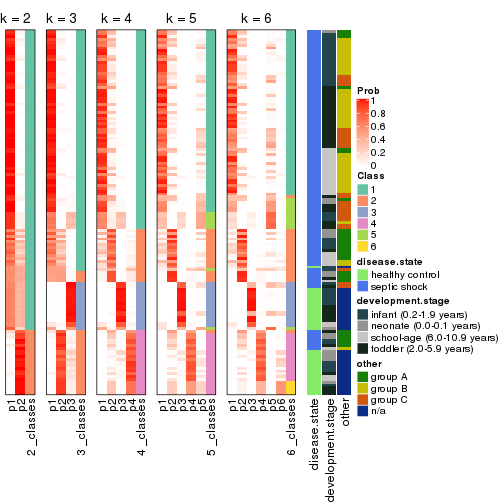 k = 2
k = 3
k = 4
k = 5
k = 6
p1
p2
2_classes
p1
p2
p3
3_classes
p1
p2
p3
p4
4_classes
p1
p2
p3
p4
p5
5_classes
p1
p2
p3
p4
p5
p6
6_classes
disease.state
development.stage
other
Prob
1
0.8
0.6
0.4
0.2
0
Class
1
2
3
4
5
6
disease.state
healthy control
septic shock
development.stage
infant (0.2-1.9 years)
neonate (0.0-0.1 years)
school-age (6.0-10.9 years)
toddler (2.0-5.9 years)
other
group A
group B
group C
n/a